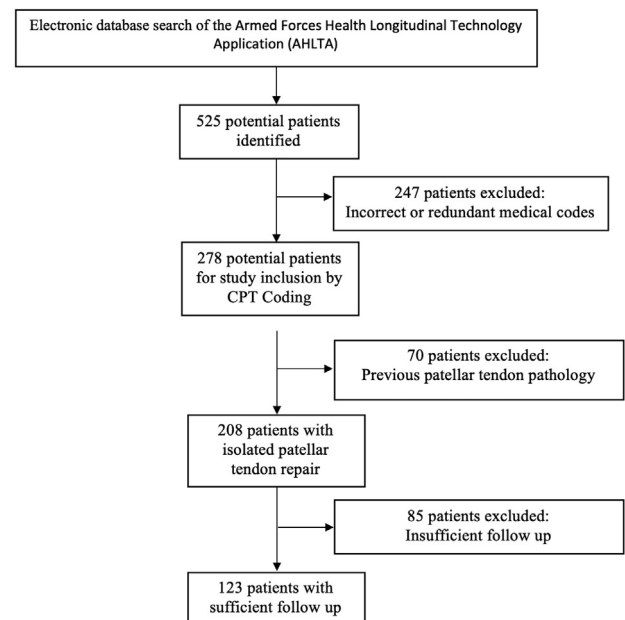 Electronic database search of the Armed Forces Health Longitudinal Technology
Application (AHLTA)
525 potential patients
identified
247 patients excluded:
Incorrect or redundant medical codes
278 potential patients
for study inclusion by
CPT Coding
70 patients excluded:
Previous patellar tendon pathology
208 patients with
isolated patellar
tendon repair
85 patients excluded:
Insufficient follow up
123 patients with
sufficient follow up